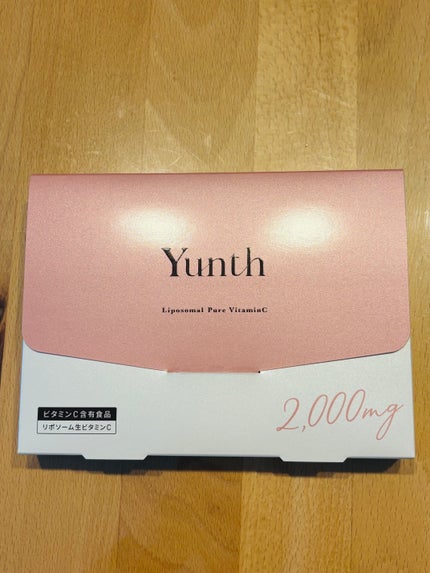 Yunth
Liposomal Pure VitaminC
ビタミンC含有食品
リポソーム生ビタミンC
2,000mg